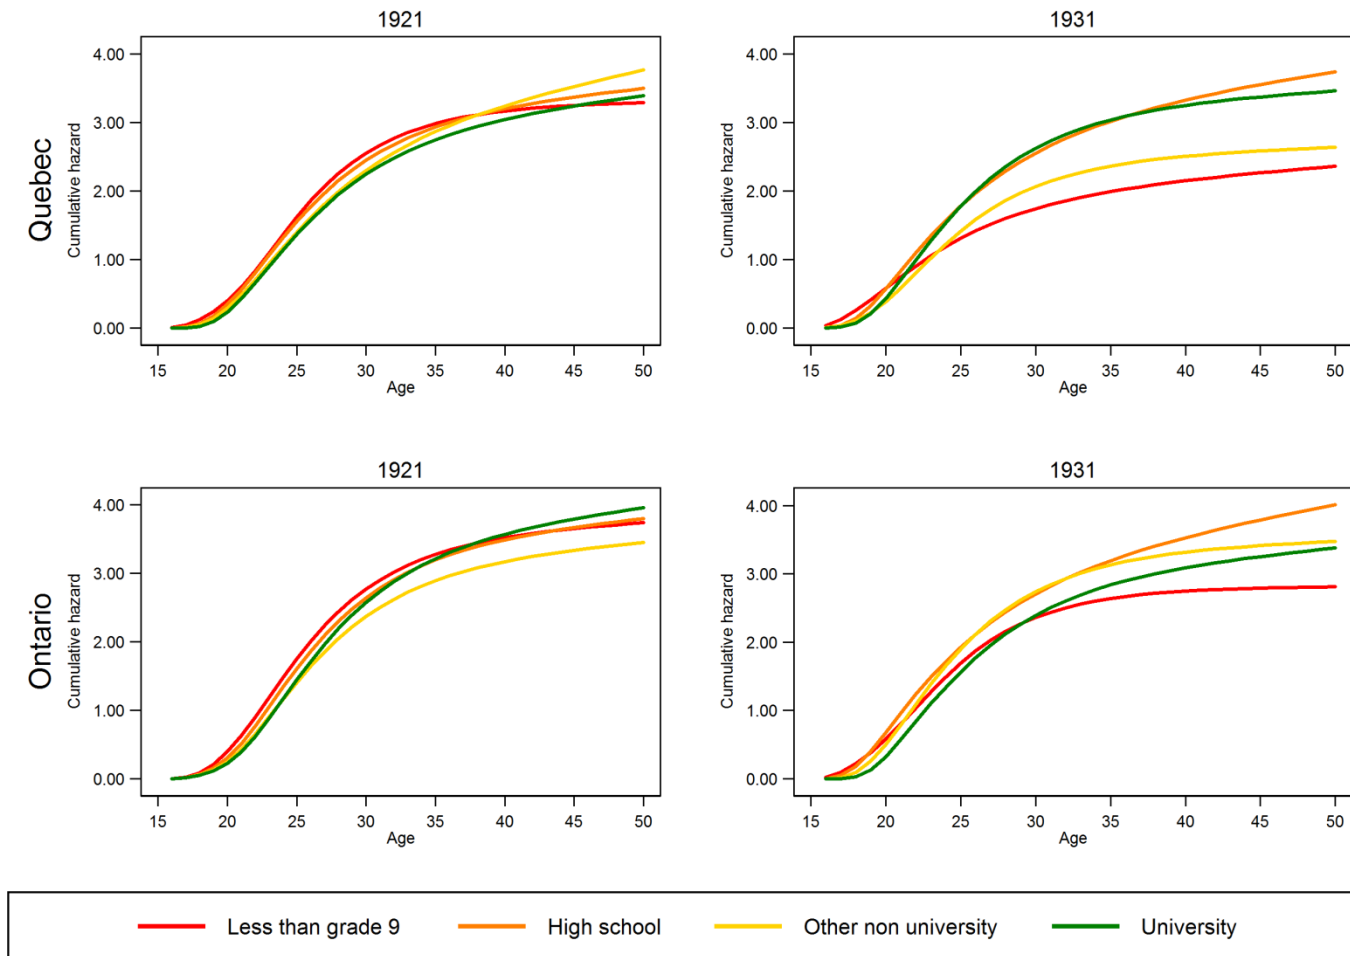 1921
1931
Quebec
Cumulative hazard
4.00
3.00
2.00
1.00
0.00
15 20 25 30 35 40 45 50
Age
Cumulative hazard
4.00
3.00
2.00
1.00
0.00
15 20 25 30 35 40 45 50
Age
1921
1931
Ontario
Cumulative hazard
4.00
3.00
2.00
1.00
0.00
15 20 25 30 35 40 45 50
Age
Cumulative hazard
4.00
3.00
2.00
1.00
0.00
15 20 25 30 35 40 45 50
Age
Less than grade 9 High school Other non university University